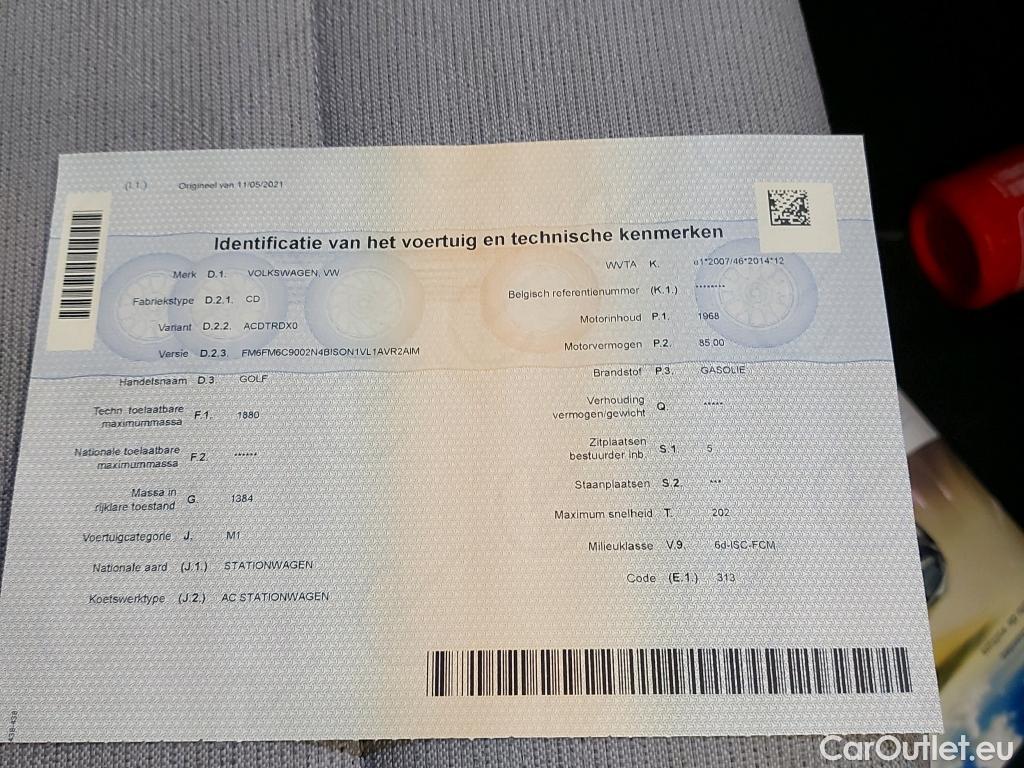 (I.1.) Origineel van 11/05/2021
Identificatie van het voertuig en technische kenmerken
Merk D.1. VOLKSWAGEN, VW
Fabriekstype D.2.1. CD
Variant D.2.2. ACDTRDX0
Versie D.2.3. FM6FM6C9002N4BISON1VL1AVR2AIM
Handelsnaam D.3. GOLF
Techn. toelaatbare
maximummassa F.1. 1880
Nationale toelaatbare
maximummassa F.2. ******
Massa in
rijklare toestand G. 1384
Voertuigcategorie J. M1
Nationale aard (J.1.) STATIONWAGEN
Koetswerktype (J.2.) AC STATIONWAGEN
WVTA K. e1*2007/46*2014*12
Belgisch referentienummer (K.1.) ********
Motorinhoud P.1. 1968
Motorvermogen P.2. 85,00
Brandstof P.3. GASOLIE
Verhouding
vermogen/gewicht Q. *****
Zitplaatsen
bestuurder inb. S.1. 5
Staanplaatsen S.2. ***
Maximum snelheid T. 202
Milieuklasse V.9. 6d-ISC-FCM
Code (E.1.) 313
438-438
CarOutlet.eu